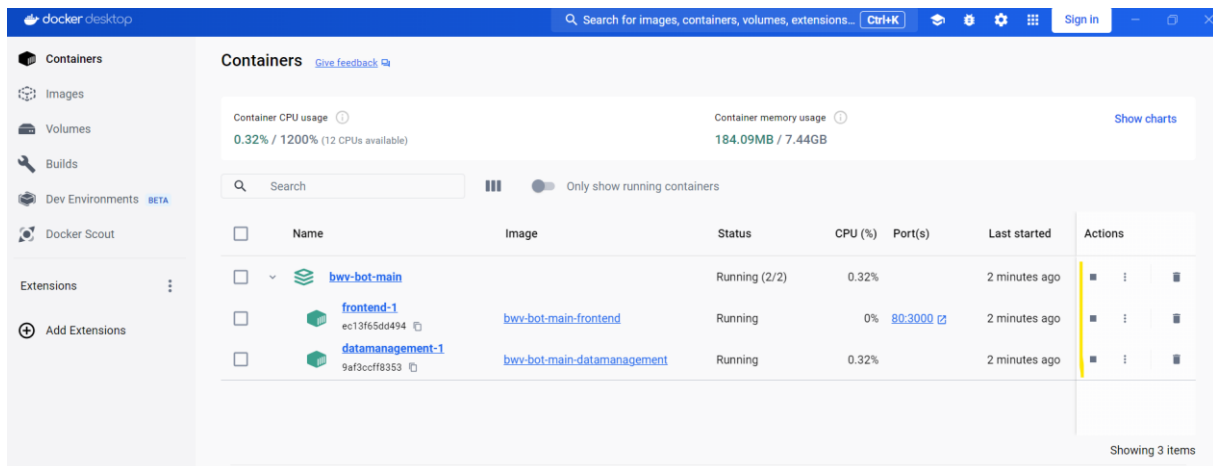 docker desktop
Search for images, containers, volumes, extensions... Ctrl+K
Sign in
Containers
Images
Volumes
Builds
Dev Environments BETA
Docker Scout
Extensions
Add Extensions
Containers Give feedback
Container CPU usage
0.32% / 1200% (12 CPUs available)
Container memory usage
184.09MB / 7.44GB
Show charts
Search
Only show running containers
Name Image Status CPU (%) Port(s) Last started Actions
bwv-bot-main Running (2/2) 0.32% 2 minutes ago
frontend-1
ec13f65dd494
bwv-bot-main-frontend Running 0% 80:3000 2 minutes ago
datamanagement-1
9af3ccff8353
bwv-bot-main-datamanagement Running 0.32% 2 minutes ago
Showing 3 items